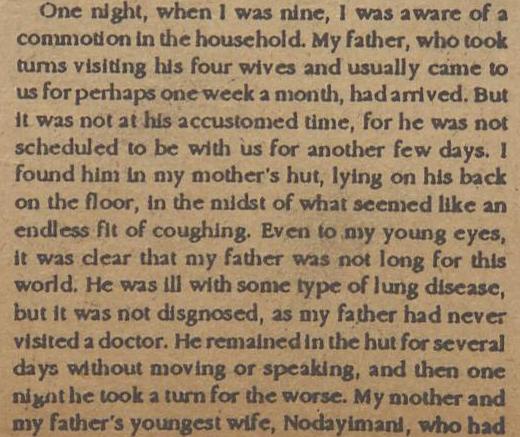 One night, when I was nine, I was aware of a
commotion in the household. My father, who took
turns visiting his four wives and usually came to
us for perhaps one week a month, had arrived. But
it was not at his accustomed time, for he was not
scheduled to be with us for another few days. I
found him in my mother's hut, lying on his back
on the floor, in the midst of what seemed like an
endless fit of coughing. Even to my young eyes,
it was clear that my father was not long for this
world. He was ill with some type of lung disease,
but it was not disgnosed, as my father had never
visited a doctor. He remained in the hut for several
days without moving or speaking, and then one
night he took a turn for the worse. My mother and
my father's youngest wife, Nodayimani, who had